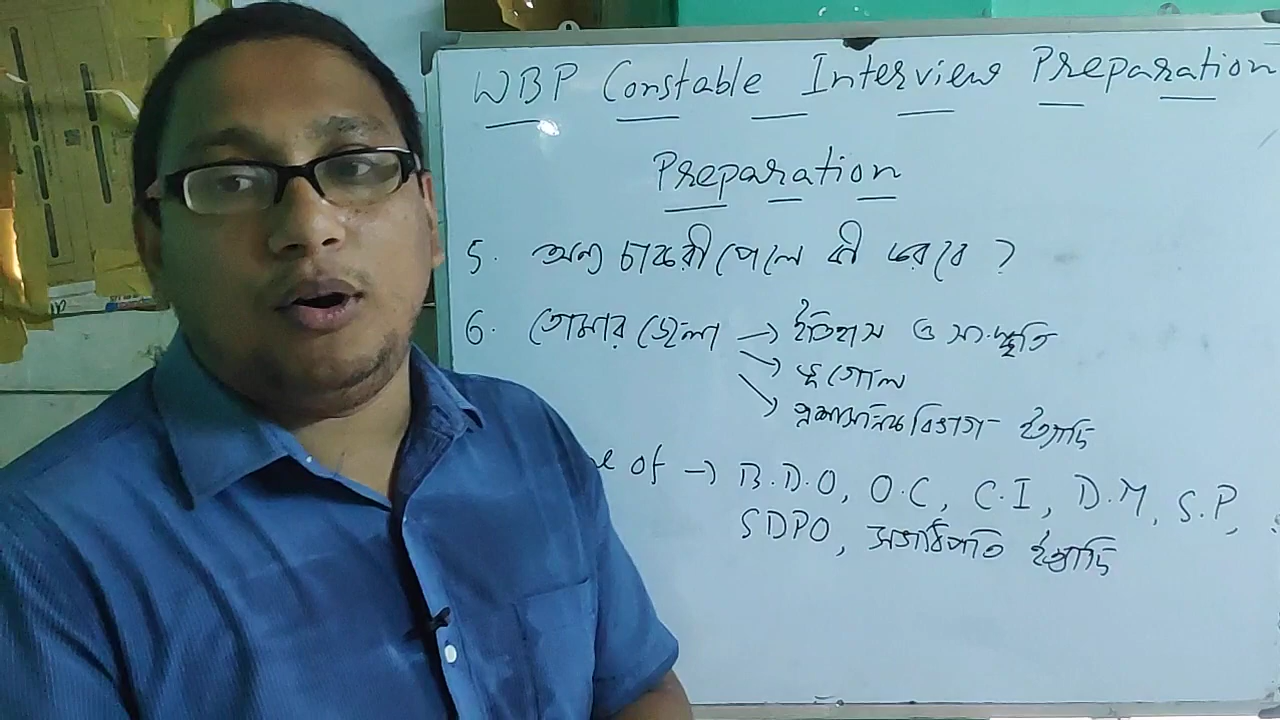 WBP Constable Interview Preparation
Preparation
5. অন্য চাকরী পেলে কী করবে ?
6. তোমার জেলা → ইতিহাস ও সংস্কৃতি
→ ভূগোল
→ প্রশাসনিক বিভাগ ইত্যাদি
of → B.D.O, O.C, C.I, D.M, S.P,
SDPO, সভাধিপতি ইত্যাদি